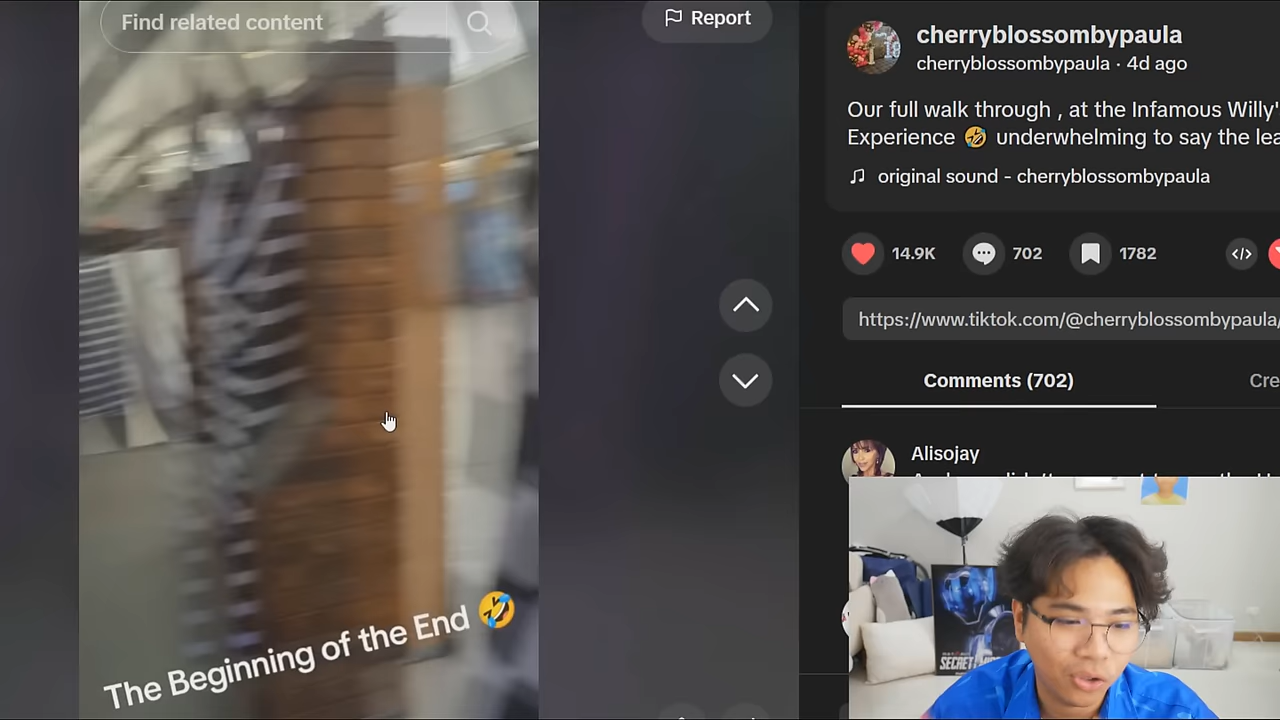 Find related content
Report
The Beginning of the End 🤣
cherryblossombypaula
cherryblossombypaula · 4d ago
Our full walk through , at the Infamous Willy'
Experience 🤣 underwhelming to say the lea
original sound - cherryblossombypaula
14.9K
702
1782
https://www.tiktok.com/@cherryblossombypaula/
Comments (702)
Cre
Alisojay
SECRET